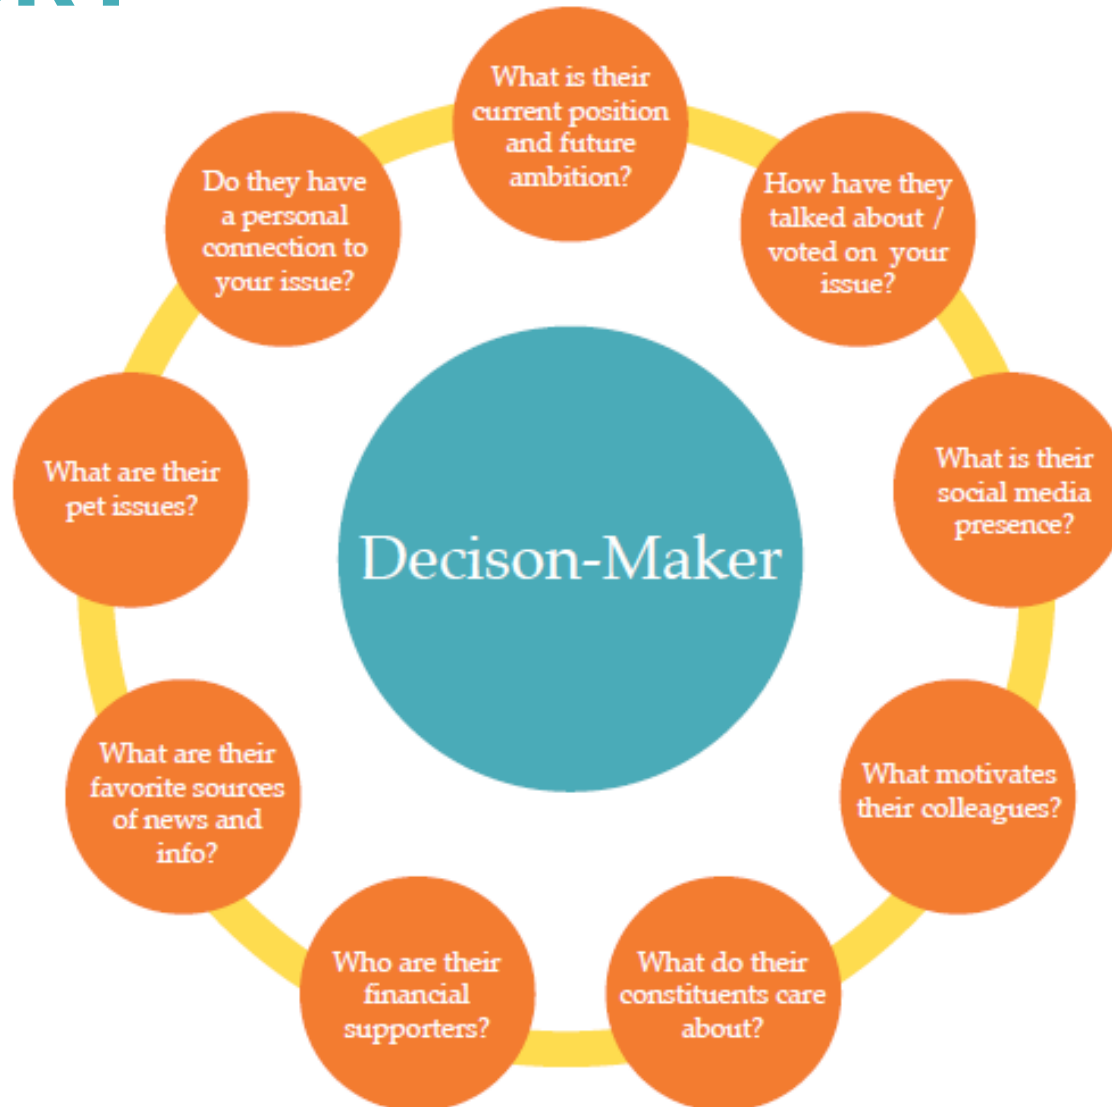 What is their
current position
and future
ambition?
How have they
talked about /
voted on your
issue?
What is their
social media
presence?
What motivates
their colleagues?
What do their
constituents care
about?
Who are their
financial
supporters?
What are their
favorite sources
of news and
info?
What are their
pet issues?
Do they have
a personal
connection to
your issue?
Decison-Maker